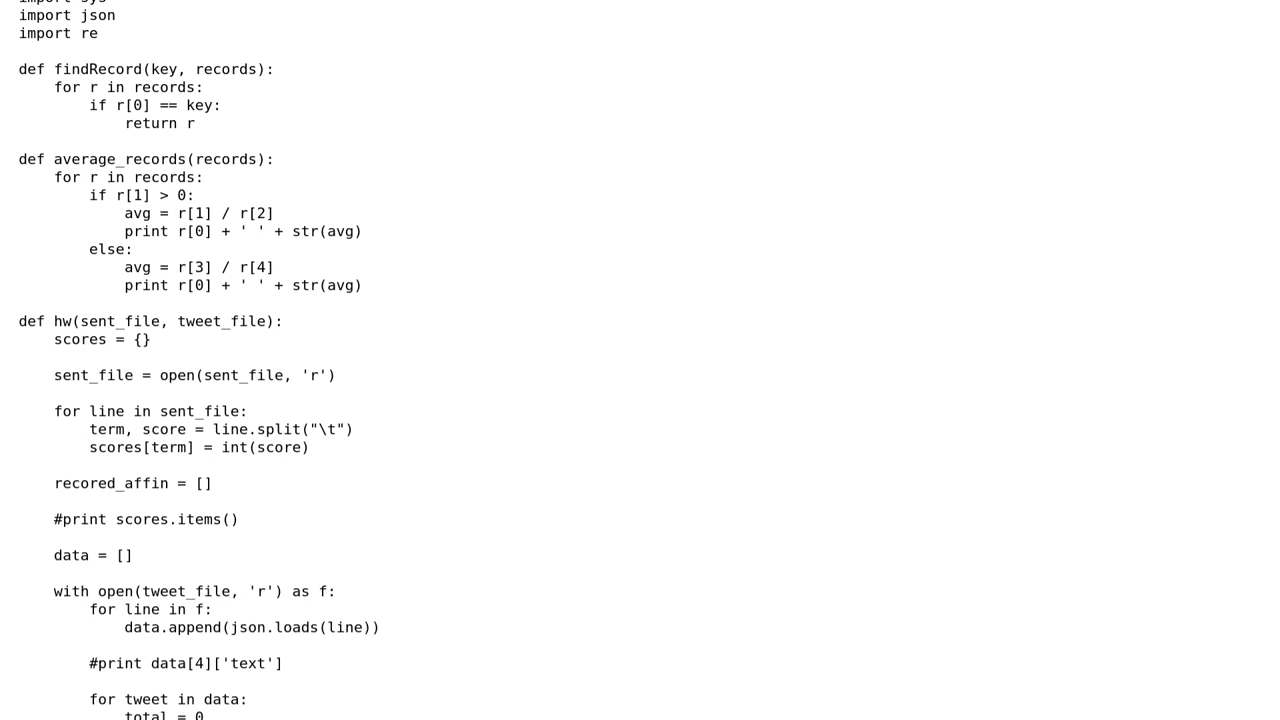 import sys
import json
import re

def findRecord(key, records):
    for r in records:
        if r[0] == key:
            return r

def average_records(records):
    for r in records:
        if r[1] > 0:
            avg = r[1] / r[2]
            print r[0] + ' ' + str(avg)
        else:
            avg = r[3] / r[4]
            print r[0] + ' ' + str(avg)

def hw(sent_file, tweet_file):
    scores = {}

    sent_file = open(sent_file, 'r')

    for line in sent_file:
        term, score = line.split("\t")
        scores[term] = int(score)

    recored_affin = []

    #print scores.items()

    data = []

    with open(tweet_file, 'r') as f:
        for line in f:
            data.append(json.loads(line))

        #print data[4]['text']

        for tweet in data:
            total = 0